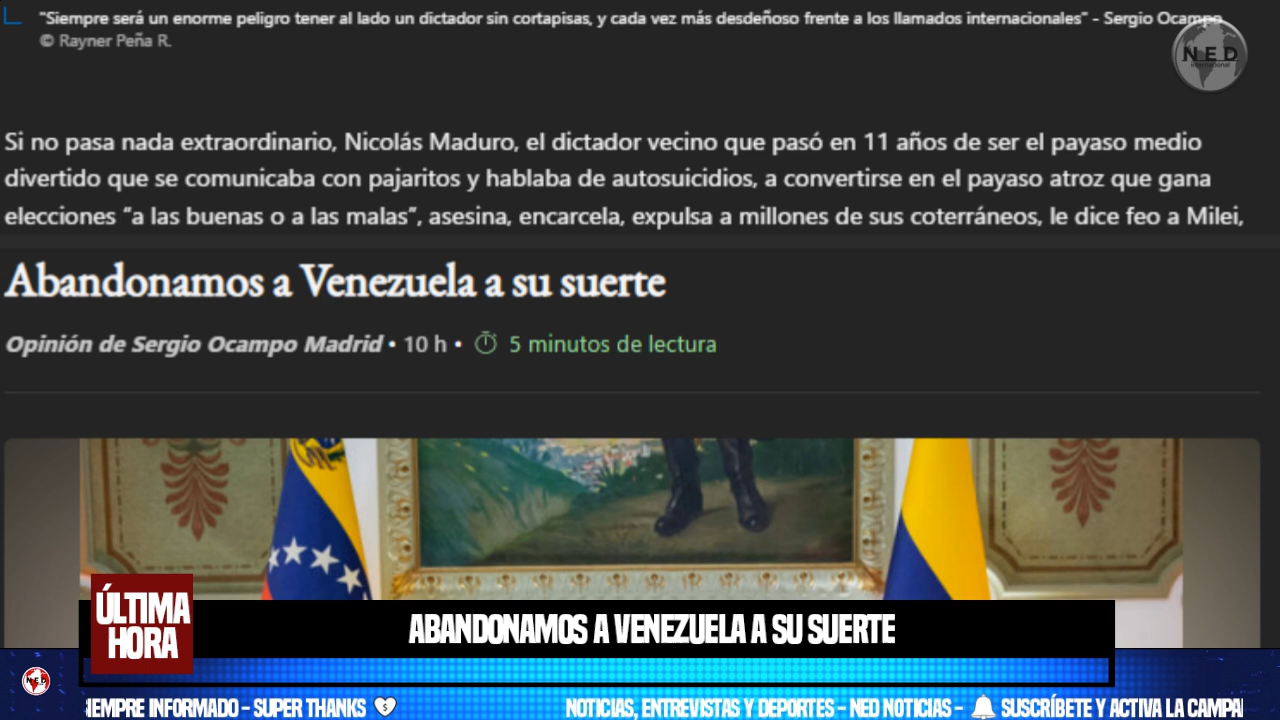 "Siempre será un enorme peligro tener al lado un dictador sin cortapisas, y cada vez más desdeñoso frente a los llamados internacionales" - Sergio Ocampo
© Rayner Peña R.
NED
international
Si no pasa nada extraordinario, Nicolás Maduro, el dictador vecino que pasó en 11 años de ser el payaso medio
divertido que se comunicaba con pajaritos y hablaba de autosuicidios, a convertirse en el payaso atroz que gana
elecciones "a las buenas o a las malas", asesina, encarcela, expulsa a millones de sus coterráneos, le dice feo a Milei,
Abandonamos a Venezuela a su suerte
Opinión de Sergio Ocampo Madrid • 10 h • 5 minutos de lectura
ÚLTIMA
HORA
ABANDONAMOS A VENEZUELA A SU SUERTE
NED
IEMPRE INFORMADO - SUPER THANKS NOTICIAS, ENTREVISTAS Y DEPORTES - NED NOTICIAS - SUSCRÍBETE Y ACTIVA LA CAMPA